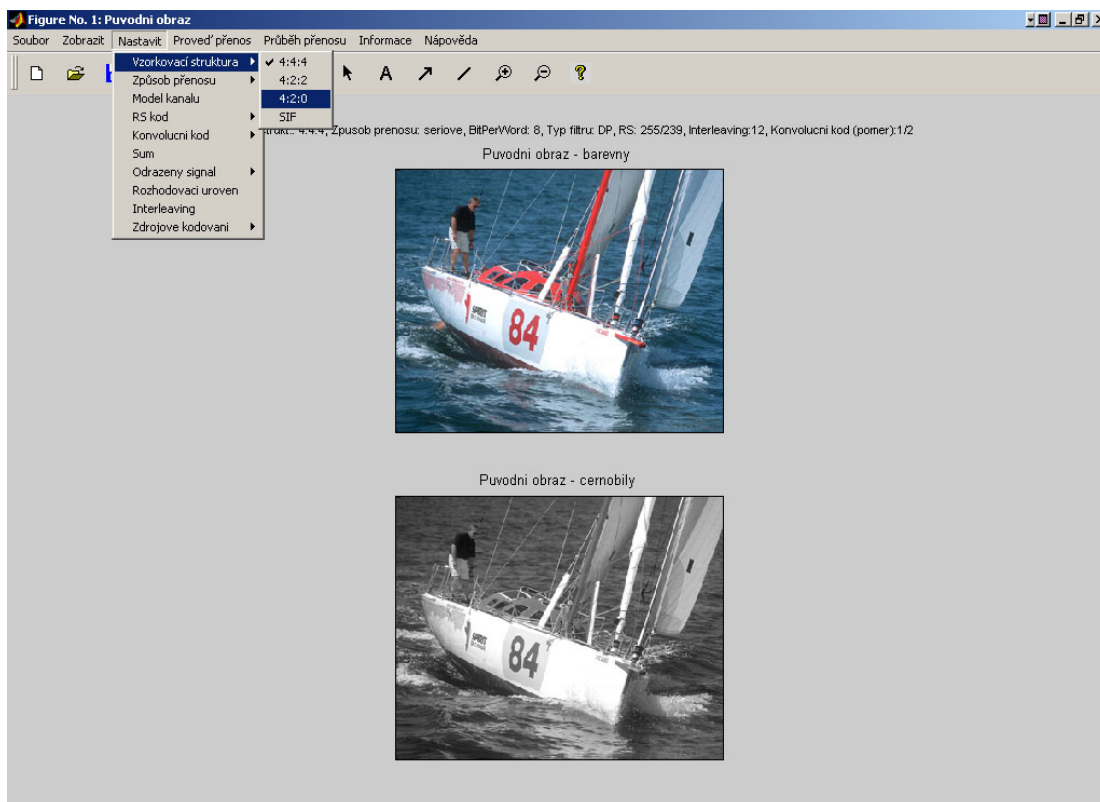 Figure No. 1: Puvodni obraz
Soubor Zobrazit Nastavit Proveď přenos Průběh přenosu Informace Nápověda
Vzorkovací struktura
Způsob přenosu
Model kanalu
RS kod
Konvolucni kod
Sum
Odrazeny signal
Rozhodovaci uroven
Interleaving
Zdrojove kodovani
4:4:4
4:2:2
4:2:0
SIF
A
4:4:4, Zpusob prenosu: seriove, BitPerWord: 8, Typ filtru: DP, RS: 255/239, Interleaving:12, Konvolucni kod (pomer):1/2
Puvodni obraz - barevny
84
Puvodni obraz - cernobily
84